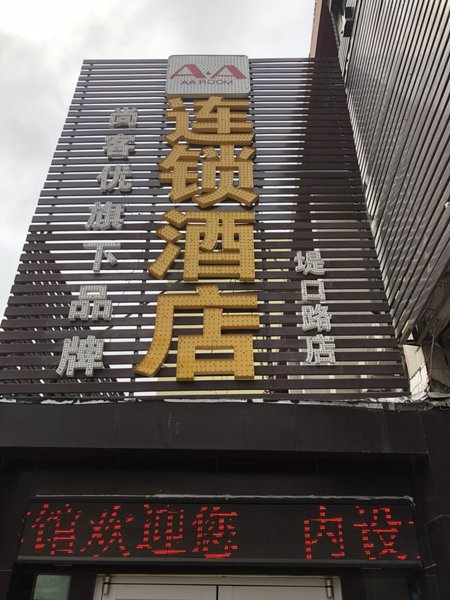 A.A
AA ROOM
连锁酒店
尚客优旗下品牌
堤口路店
馆欢迎您 内设